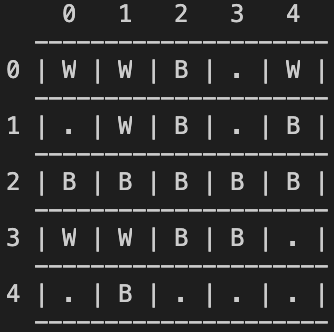 0 1 2 3 4
0 | W | W | B | . | W |
1 | . | W | B | . | B |
2 | B | B | B | B | B |
3 | W | W | B | B | . |
4 | . | B | . | . | . |